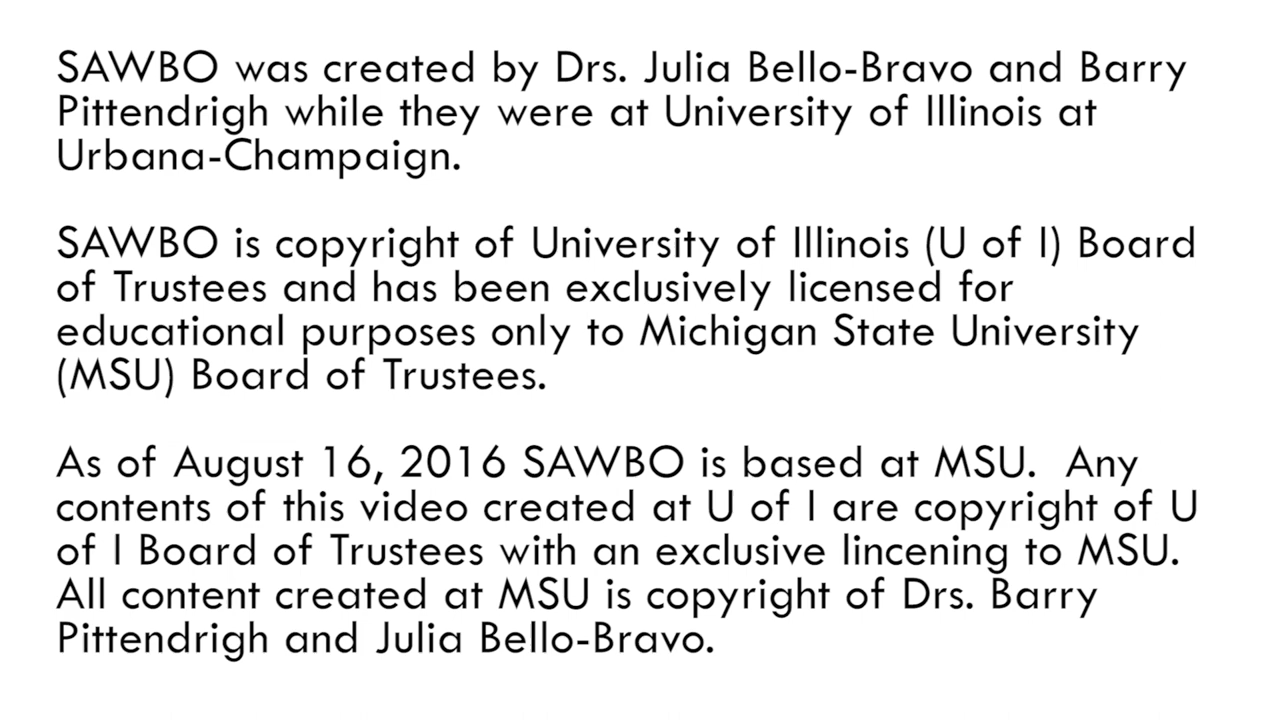 SAWBO was created by Drs. Julia Bello-Bravo and Barry
Pittendrigh while they were at University of Illinois at
Urbana-Champaign.
SAWBO is copyright of University of Illinois (U of I) Board
of Trustees and has been exclusively licensed for
educational purposes only to Michigan State University
(MSU) Board of Trustees.
As of August 16, 2016 SAWBO is based at MSU.  Any
contents of this video created at U of I are copyright of U
of I Board of Trustees with an exclusive lincening to MSU.
All content created at MSU is copyright of Drs. Barry
Pittendrigh and Julia Bello-Bravo.